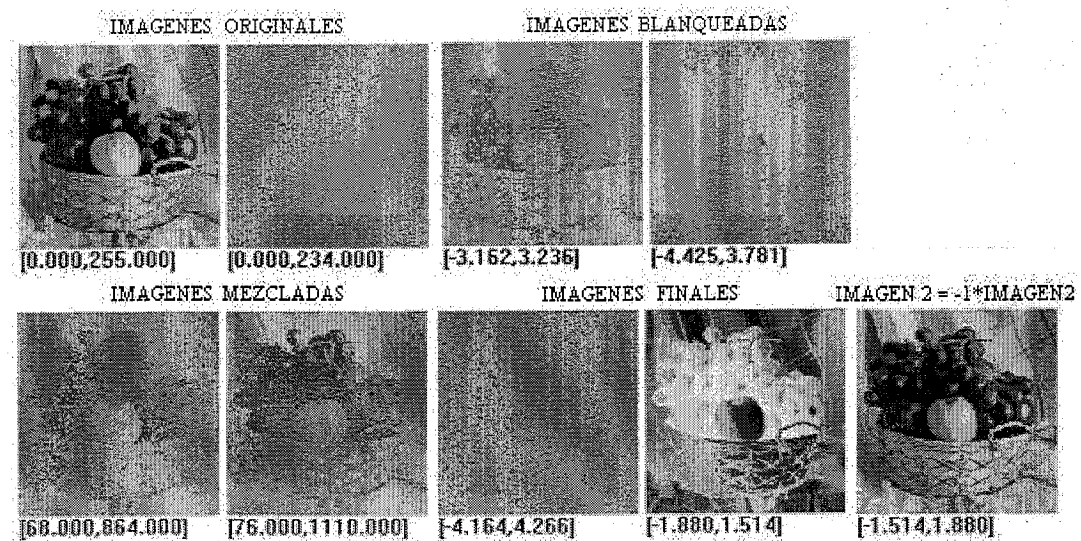 IMAGENES ORIGINALES
IMAGENES BLANQUEADAS
[0.000,255.000]
[0.000,234.000]
[-3.162,3.236]
[-4.425,3.781]
IMAGENES MEZCLADAS
IMAGENES FINALES
IMAGEN 2 = -1*IMAGEN2
[68.000,864.000]
[76.000,1110.000]
[-4.164,4.266]
[-1.880,1.514]
[-1.514,1.880]